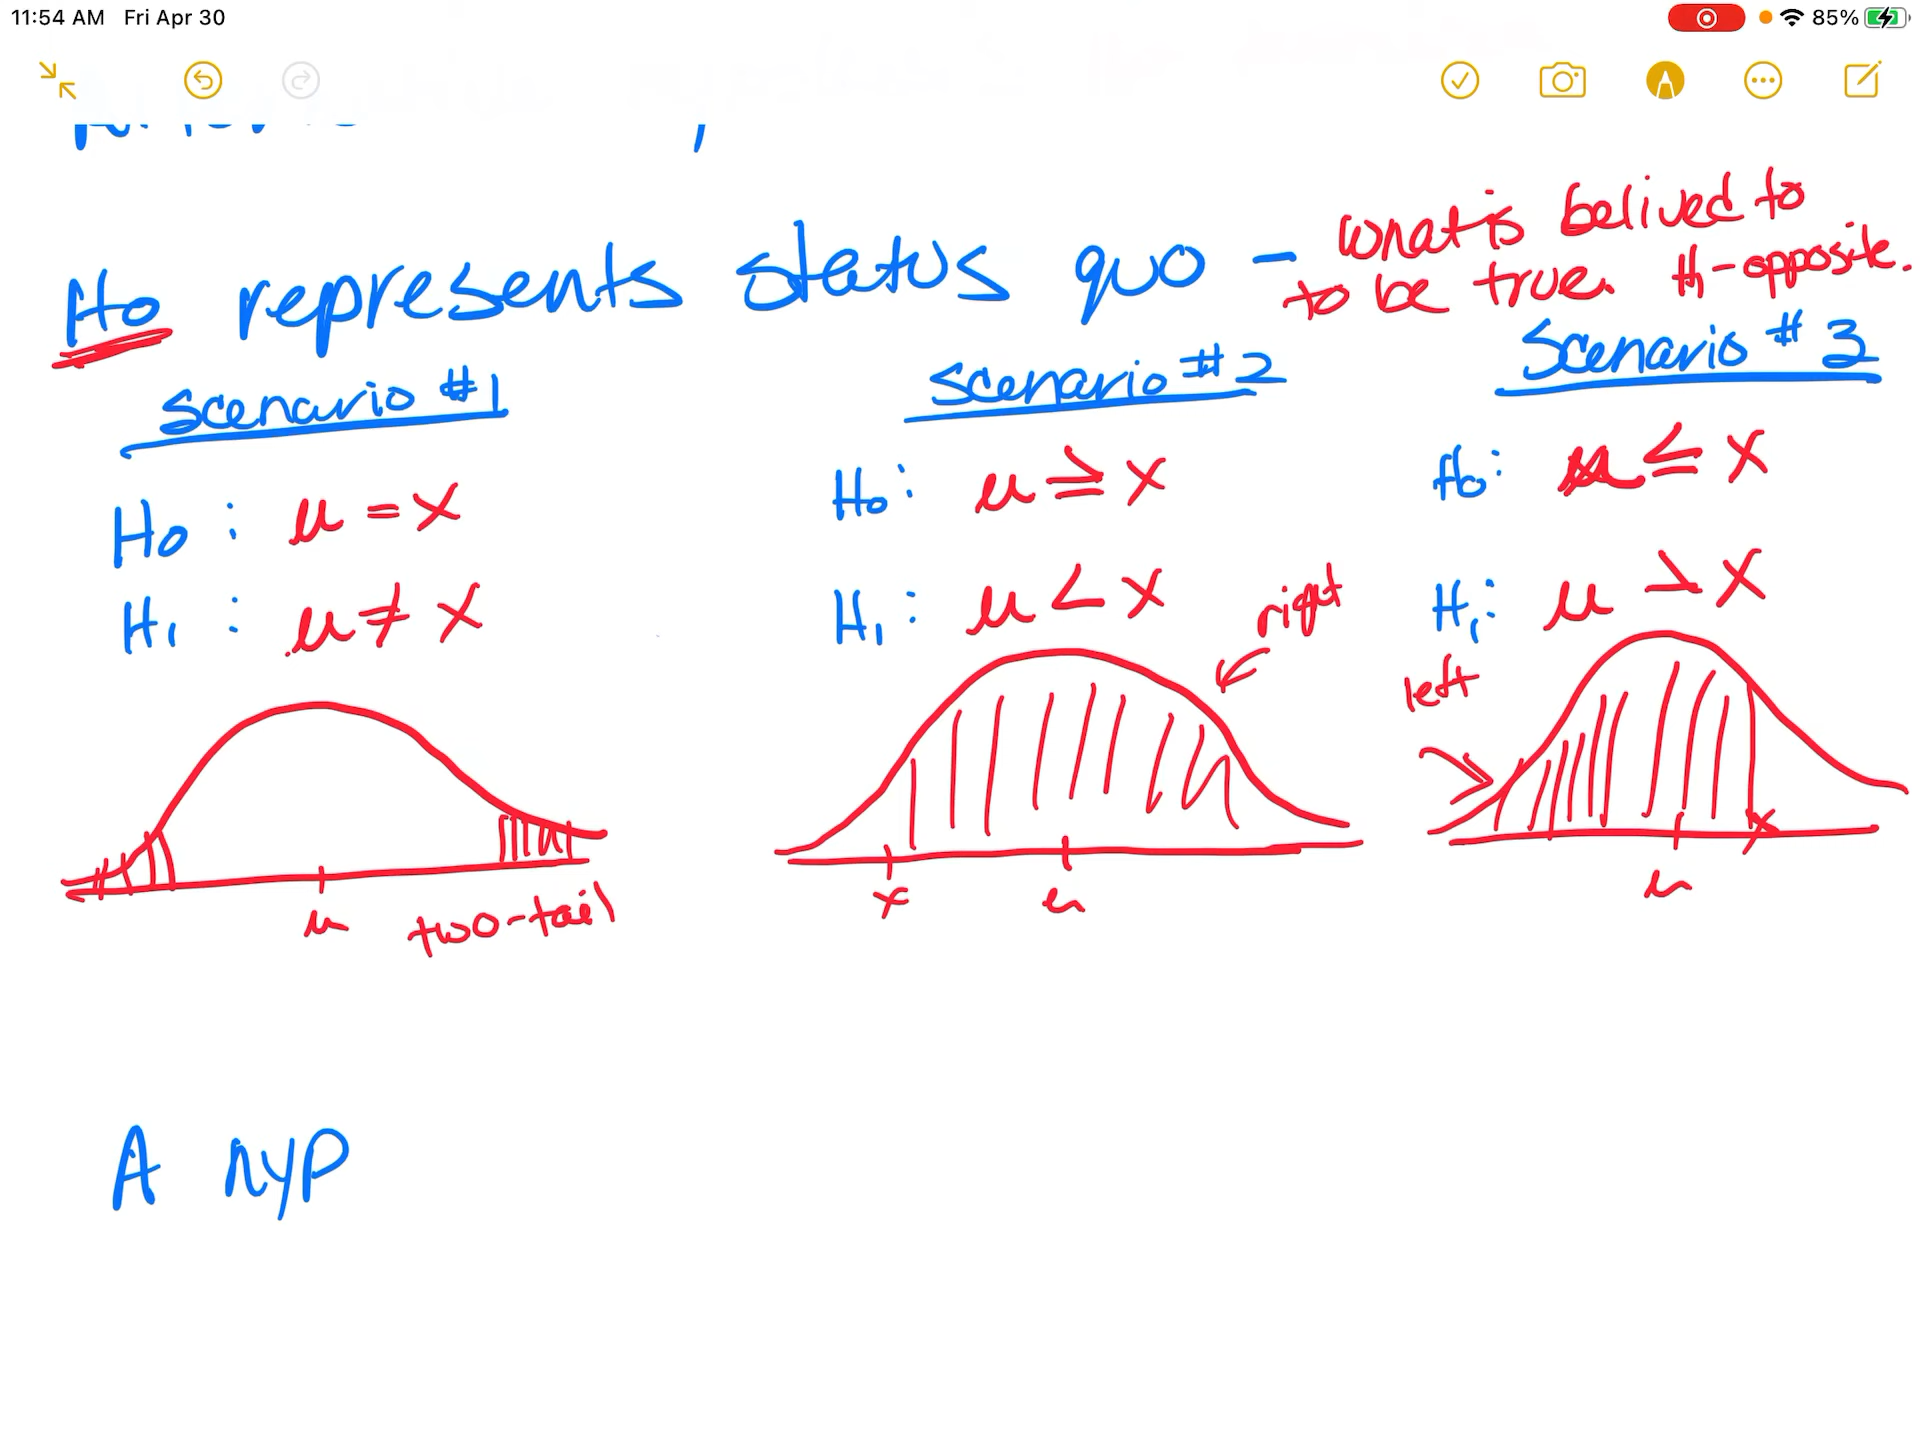 11:54 AM Fri Apr 30
85%
Ho represents status quo - what is belived to
to be true. H1-opposite.
Scenario #1
Scenario #2
Scenario # 3
Ho : μ = x
Ho: μ ≥ x
Ho: μ ≤ x
H1 : μ ≠ x
H1: μ < x
H1: μ > x
right
left
μ
two-tail
x
μ
μ
x
A nyp